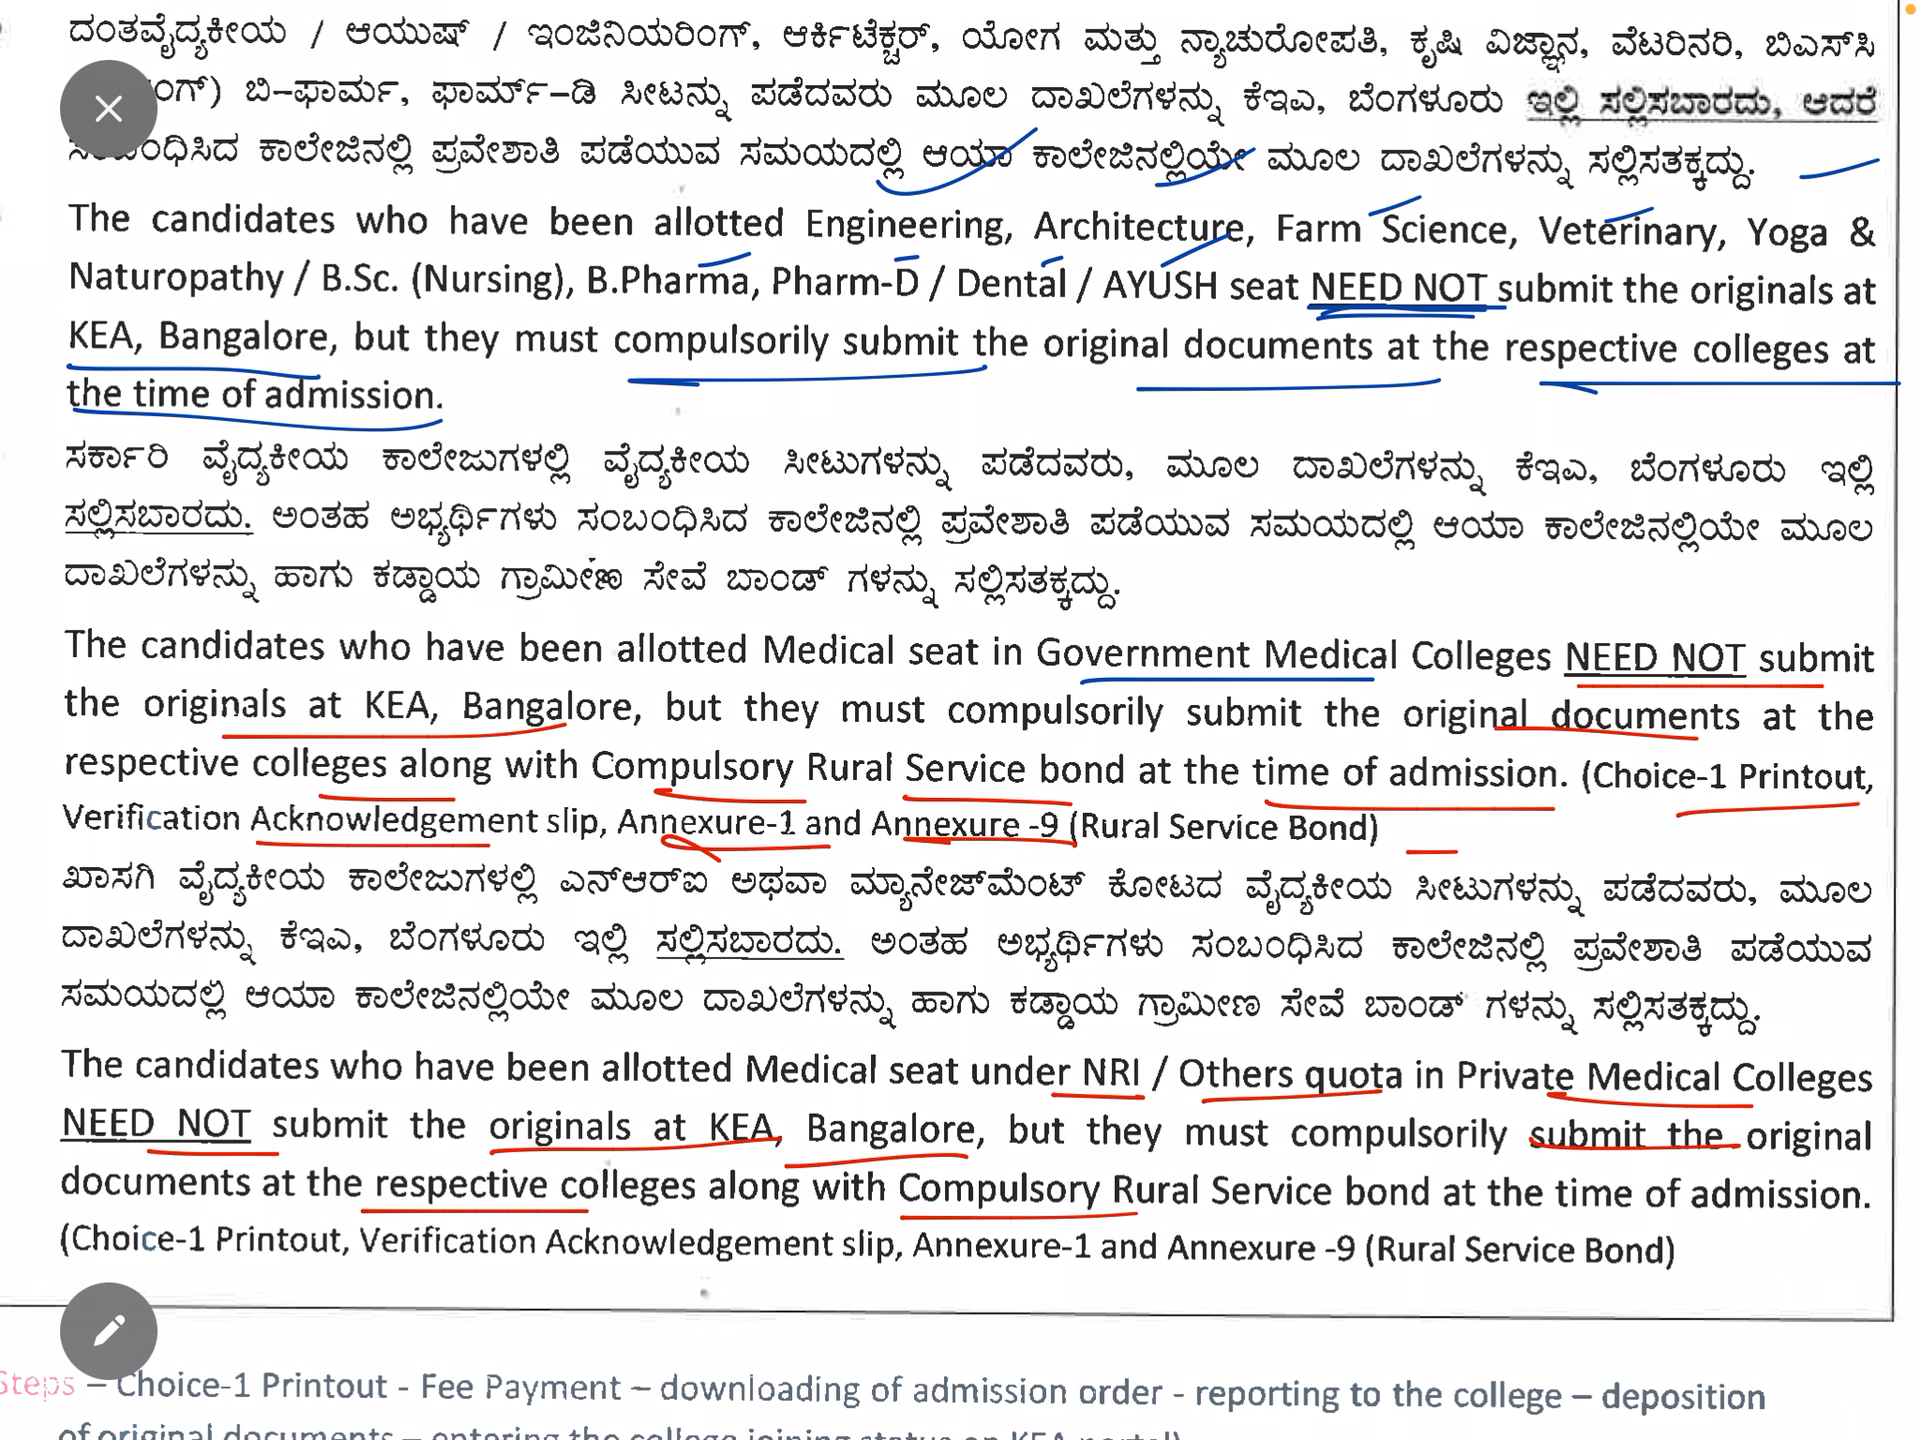 ದಂತವೈದ್ಯಕೀಯ / ಆಯುಷ್ / ಇಂಜಿನಿಯರಿಂಗ್, ಆರ್ಕಿಟೆಕ್ಚರ್, ಯೋಗ ಮತ್ತು ನ್ಯಾಚುರೋಪತಿ, ಕೃಷಿ ವಿಜ್ಞಾನ, ವೆಟರಿನರಿ, ಬಿಎಸ್‌ಸಿ
ಬಿ–ಫಾರ್ಮ, ಫಾರ್ಮ್–ಡಿ ಸೀಟನ್ನು ಪಡೆದವರು ಮೂಲ ದಾಖಲೆಗಳನ್ನು ಕೆಇಎ, ಬೆಂಗಳೂರು ಇಲ್ಲಿ ಸಲ್ಲಿಸಬಾರದು, ಆದರೆ
ಸಂಬಂಧಿಸಿದ ಕಾಲೇಜಿನಲ್ಲಿ ಪ್ರವೇಶಾತಿ ಪಡೆಯುವ ಸಮಯದಲ್ಲಿ ಆಯಾ ಕಾಲೇಜಿನಲ್ಲಿಯೇ ಮೂಲ ದಾಖಲೆಗಳನ್ನು ಸಲ್ಲಿಸತಕ್ಕದ್ದು.
The candidates who have been allotted Engineering, Architecture, Farm Science, Veterinary, Yoga &
Naturopathy / B.Sc. (Nursing), B.Pharma, Pharm-D / Dental / AYUSH seat NEED NOT submit the originals at
KEA, Bangalore, but they must compulsorily submit the original documents at the respective colleges at
the time of admission.
ಸರ್ಕಾರಿ ವೈದ್ಯಕೀಯ ಕಾಲೇಜುಗಳಲ್ಲಿ ವೈದ್ಯಕೀಯ ಸೀಟುಗಳನ್ನು ಪಡೆದವರು, ಮೂಲ ದಾಖಲೆಗಳನ್ನು ಕೆಇಎ, ಬೆಂಗಳೂರು ಇಲ್ಲಿ
ಸಲ್ಲಿಸಬಾರದು. ಅಂತಹ ಅಭ್ಯರ್ಥಿಗಳು ಸಂಬಂಧಿಸಿದ ಕಾಲೇಜಿನಲ್ಲಿ ಪ್ರವೇಶಾತಿ ಪಡೆಯುವ ಸಮಯದಲ್ಲಿ ಆಯಾ ಕಾಲೇಜಿನಲ್ಲಿಯೇ ಮೂಲ
ದಾಖಲೆಗಳನ್ನು ಹಾಗು ಕಡ್ಡಾಯ ಗ್ರಾಮೀಣ ಸೇವೆ ಬಾಂಡ್ ಗಳನ್ನು ಸಲ್ಲಿಸತಕ್ಕದ್ದು.
The candidates who have been allotted Medical seat in Government Medical Colleges NEED NOT submit
the originals at KEA, Bangalore, but they must compulsorily submit the original documents at the
respective colleges along with Compulsory Rural Service bond at the time of admission. (Choice-1 Printout,
Verification Acknowledgement slip, Annexure-1 and Annexure -9 (Rural Service Bond)
ಖಾಸಗಿ ವೈದ್ಯಕೀಯ ಕಾಲೇಜುಗಳಲ್ಲಿ ಎನ್‌ಆರ್‌ಐ ಅಥವಾ ಮ್ಯಾನೇಜ್‌ಮೆಂಟ್ ಕೋಟದ ವೈದ್ಯಕೀಯ ಸೀಟುಗಳನ್ನು ಪಡೆದವರು, ಮೂಲ
ದಾಖಲೆಗಳನ್ನು ಕೆಇಎ, ಬೆಂಗಳೂರು ಇಲ್ಲಿ ಸಲ್ಲಿಸಬಾರದು. ಅಂತಹ ಅಭ್ಯರ್ಥಿಗಳು ಸಂಬಂಧಿಸಿದ ಕಾಲೇಜಿನಲ್ಲಿ ಪ್ರವೇಶಾತಿ ಪಡೆಯುವ
ಸಮಯದಲ್ಲಿ ಆಯಾ ಕಾಲೇಜಿನಲ್ಲಿಯೇ ಮೂಲ ದಾಖಲೆಗಳನ್ನು ಹಾಗು ಕಡ್ಡಾಯ ಗ್ರಾಮೀಣ ಸೇವೆ ಬಾಂಡ್ ಗಳನ್ನು ಸಲ್ಲಿಸತಕ್ಕದ್ದು.
The candidates who have been allotted Medical seat under NRI / Others quota in Private Medical Colleges
NEED NOT submit the originals at KEA, Bangalore, but they must compulsorily submit the original
documents at the respective colleges along with Compulsory Rural Service bond at the time of admission.
(Choice-1 Printout, Verification Acknowledgement slip, Annexure-1 and Annexure -9 (Rural Service Bond)
Steps – Choice-1 Printout - Fee Payment – downloading of admission order - reporting to the college – deposition
of original documents – entering the college joining status on KEA portal)